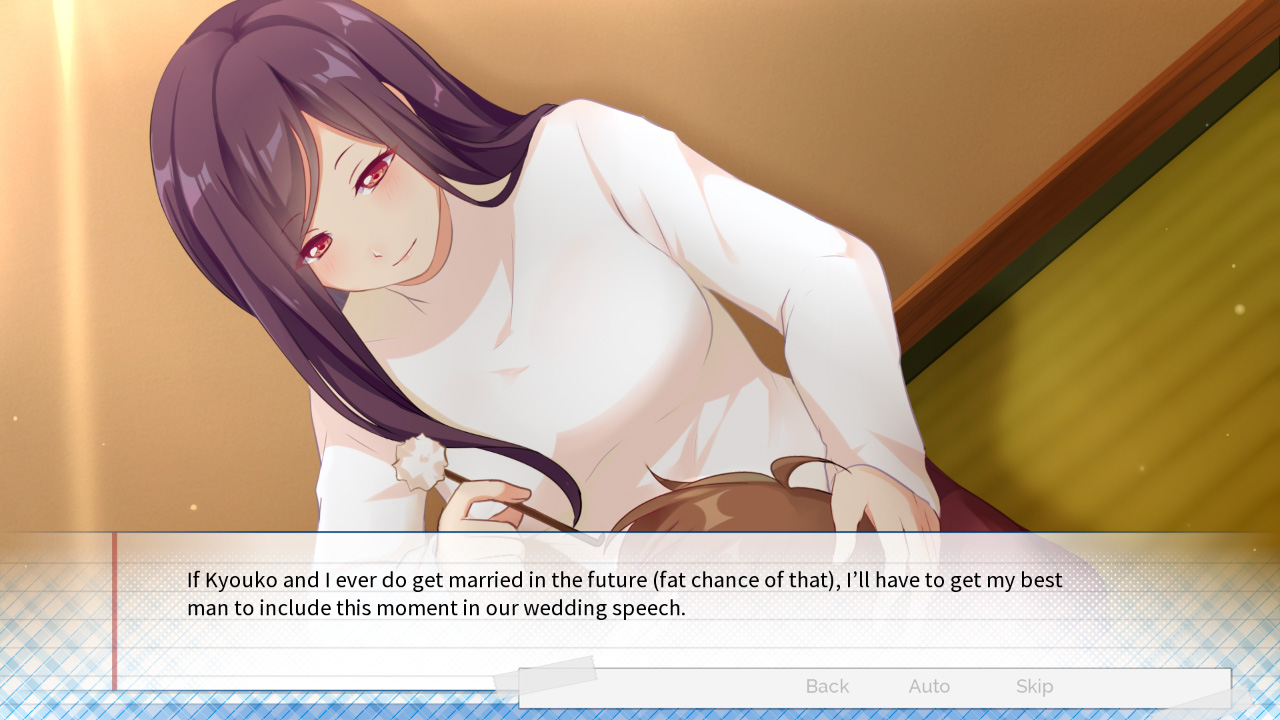 If Kyouko and I ever do get married in the future (fat chance of that), I’ll have to get my best
man to include this moment in our wedding speech.
Back Auto Skip